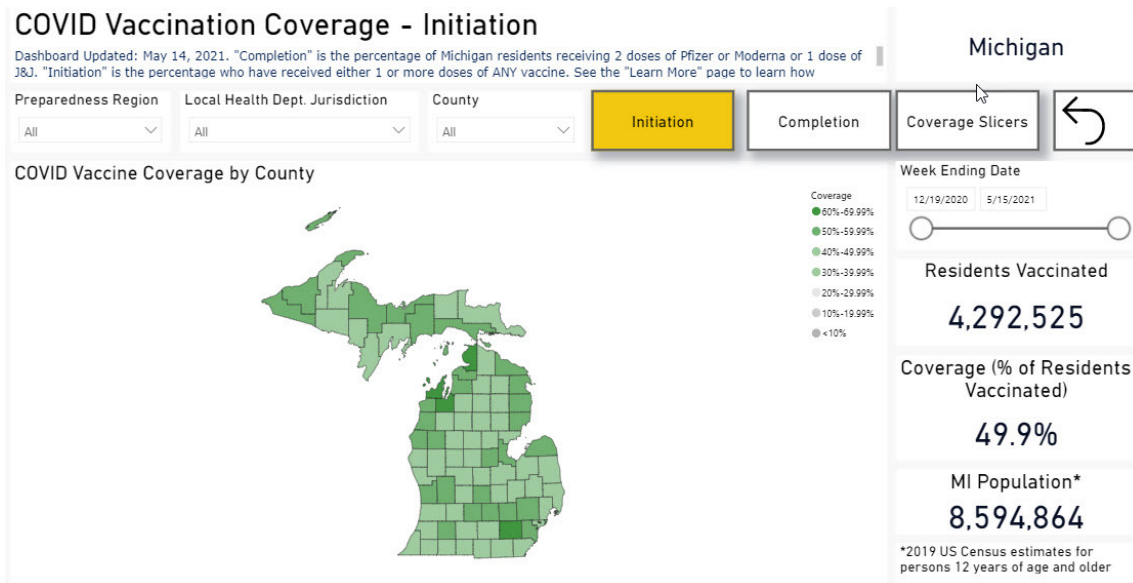 COVID Vaccination Coverage - Initiation
Dashboard Updated: May 14, 2021. "Completion" is the percentage of Michigan residents receiving 2 doses of Pfizer or Moderna or 1 dose of
J&J. "Initiation" is the percentage who have received either 1 or more doses of ANY vaccine. See the "Learn More" page to learn how
Michigan
Preparedness Region
All
Local Health Dept. Jurisdiction
All
County
All
Initiation
Completion
Coverage Slicers
COVID Vaccine Coverage by County
Coverage
60%-69.99%
50%-59.99%
40%-49.99%
30%-39.99%
20%-29.99%
10%-19.99%
<10%
Week Ending Date
12/19/2020
5/15/2021
Residents Vaccinated
4,292,525
Coverage (% of Residents
Vaccinated)
49.9%
MI Population*
8,594,864
*2019 US Census estimates for
persons 12 years of age and older